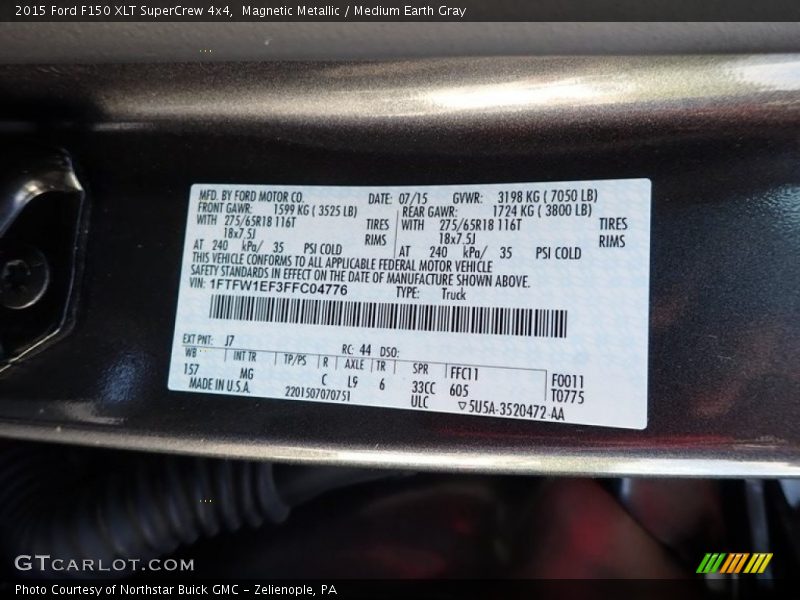 2015 Ford F150 XLT SuperCrew 4x4,  Magnetic Metallic / Medium Earth Gray
MFD. BY FORD MOTOR CO. DATE: 07/15 GVWR: 3198 KG ( 7050 LB)
FRONT GAWR: 1599 KG ( 3525 LB) REAR GAWR: 1724 KG ( 3800 LB)
WITH 275/65R18 116T TIRES WITH 275/65R18 116T TIRES
18x7.5J RIMS 18x7.5J RIMS
AT 240 kPa/ 35 PSI COLD AT 240 kPa/ 35 PSI COLD
THIS VEHICLE CONFORMS TO ALL APPLICABLE FEDERAL MOTOR VEHICLE
SAFETY STANDARDS IN EFFECT ON THE DATE OF MANUFACTURE SHOWN ABOVE.
VIN: 1FTFW1EF3FFC04776 TYPE: Truck
EXT PNT: J7 RC: 44 DSO:
WB INT TR TP/PS R AXLE TR SPR FFC11 F0011
157 MG C L9 6 33CC 605 T0775
MADE IN U.S.A. 2201507070751 ULC ▽5U5A-3520472-AA
GTCARLOT.COM
Photo Courtesy of Northstar Buick GMC – Zelienople, PA